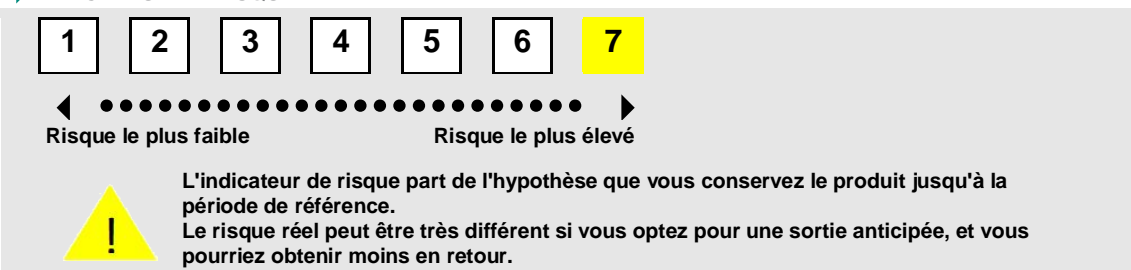 1 2 3 4 5 6 7
Risque le plus faible Risque le plus élevé
L'indicateur de risque part de l'hypothèse que vous conservez le produit jusqu'à la
période de référence.
Le risque réel peut être très différent si vous optez pour une sortie anticipée, et vous
pourriez obtenir moins en retour.
!